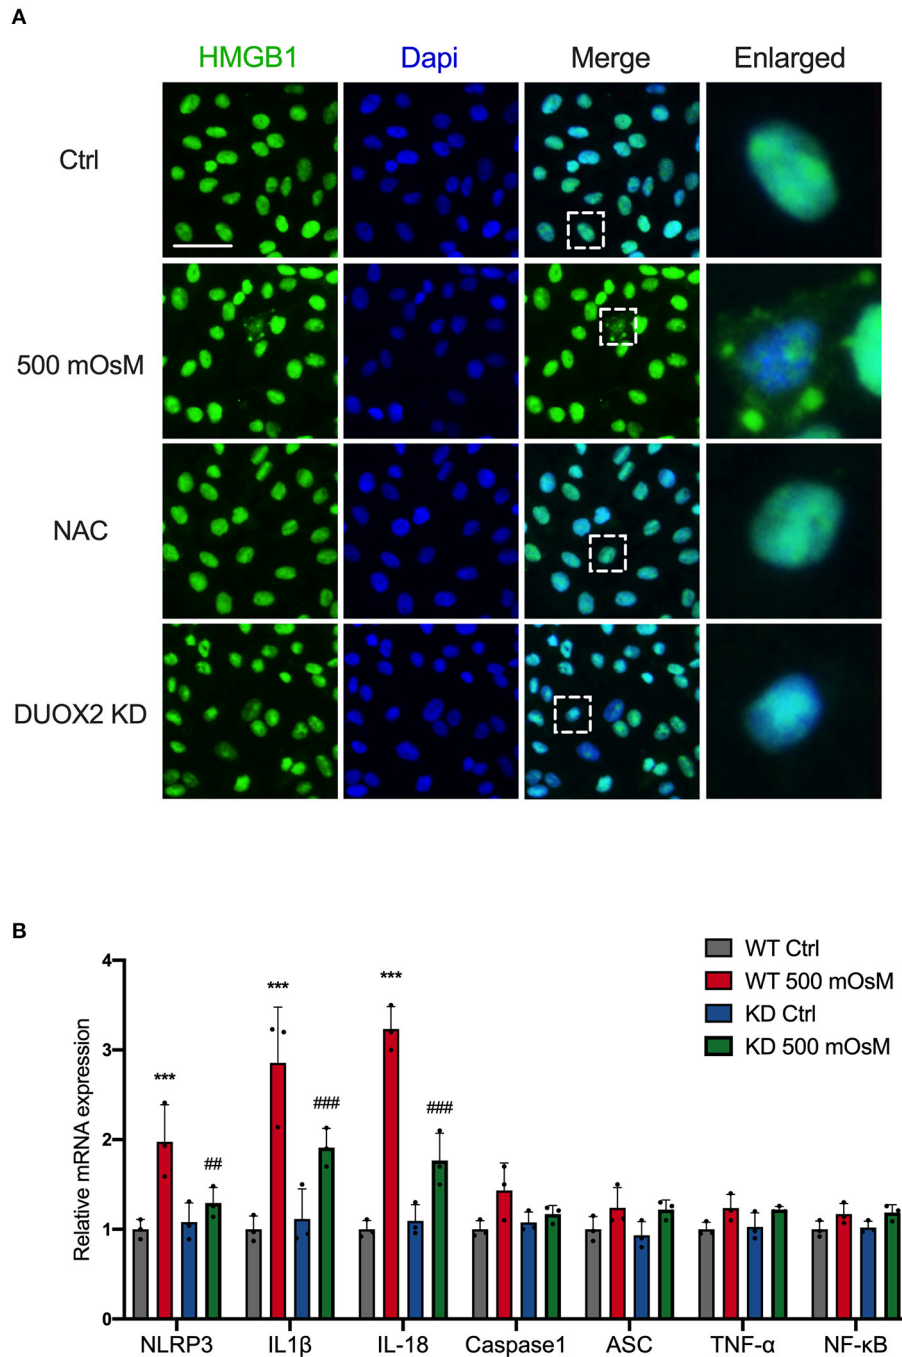 A
HMGB1 Dapi Merge Enlarged
Ctrl
500 mOsM
NAC
DUOX2 KD
B
WT Ctrl
WT 500 mOsM
KD Ctrl
KD 500 mOsM
Relative mRNA expression
4
3
2
1
0
*** *** ***
## ### ###
NLRP3 IL1β IL-18 Caspase1 ASC TNF-α NF-κB